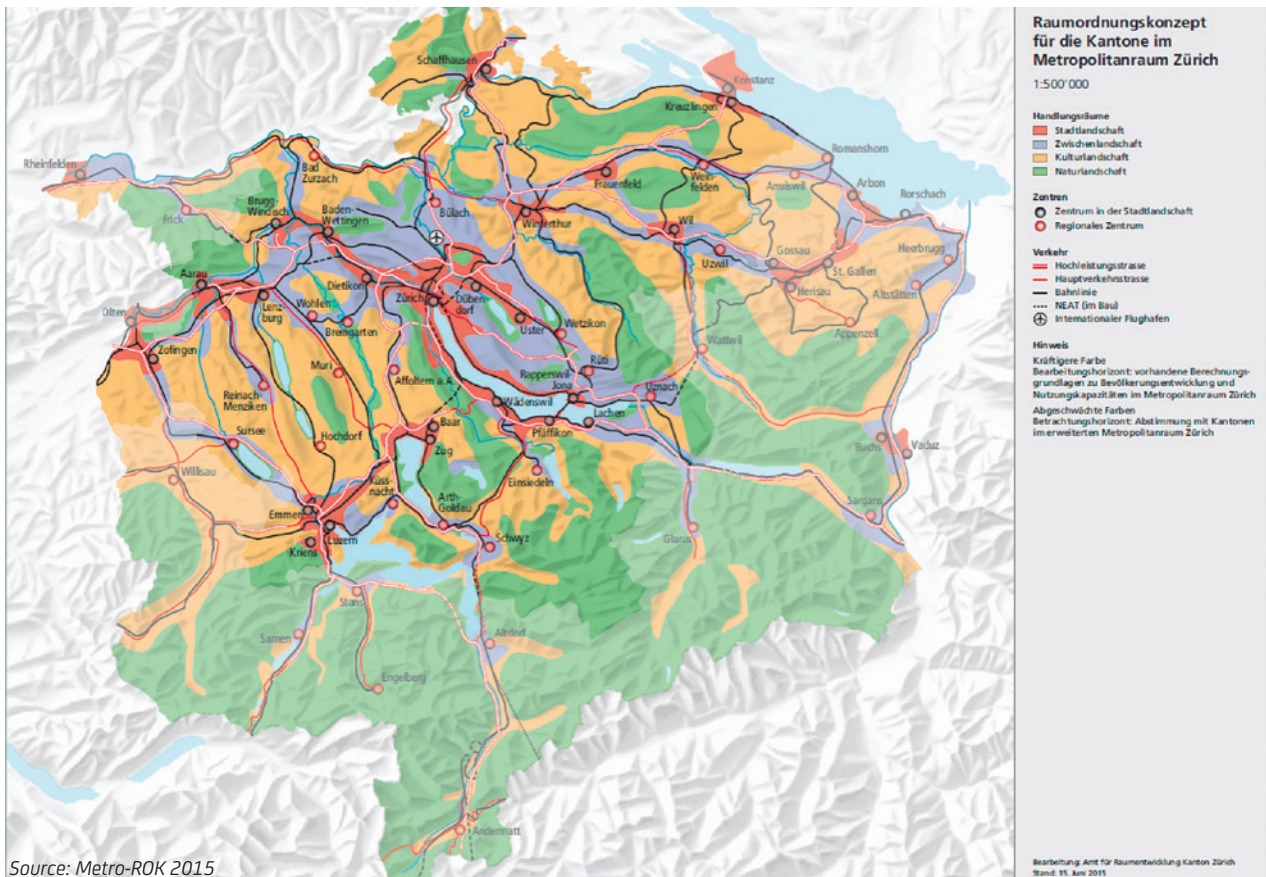 Raumordnungskonzept
für die Kantone im
Metropolitanraum Zürich
1:500'000
Handlungsräume
Stadtlandschaft
Zwischenlandschaft
Kulturlandschaft
Naturlandschaft
Zentren
Zentrum in der Stadtlandschaft
Regionales Zentrum
Verkehr
Hochleistungsstrasse
Hauptverkehrsstrasse
Bahnlinie
NEAT (im Bau)
Internationaler Flughafen
Hinweis
Kräftigere Farbe
Bearbeitungshorizont: vorhandene Berechnungs-
grundlagen zu Bevölkerungsentwicklung und
Nutzungskapazitäten im Metropolitanraum Zürich
Abgeschwächte Farben
Betrachtungshorizont: Abstimmung mit Kantonen
im erweiterten Metropolitanraum Zürich
Bearbeitung: Amt für Raumentwicklung Kanton Zürich
Stand: 15. Juni 2015
Schaffhausen
Konstanz
Kreuzlingen
Rheinfelden
Bad
Zurzach
Romanshorn
Frauenfeld
Wein-
felden
Amriswil
Arbon
Rorschach
Frick
Brugg-
Windisch
Baden-
Wettingen
Bülach
Winterthur
Wil
Uzwil
Gossau
St. Gallen
Heerbrugg
Herisau
Altstätten
Appenzell
Aarau
Olten
Lenz-
burg
Wohlen
Dietikon
Zürich
Düben-
dorf
Uster
Wetzikon
Bremgarten
Zofingen
Muri
Affoltern a.A.
Rapperswil-
Jona
Rüti
Wattwil
Reinach-
Menziken
Wädenswil
Lachen
Uznach
Sursee
Hochdorf
Baar
Zug
Pfäffikon
Einsiedeln
Buchs
Vaduz
Willisau
Küss-
nacht
Arth-
Goldau
Sargans
Emmen
Luzern
Kriens
Schwyz
Glarus
Stans
Sarnen
Altdorf
Engelberg
Andermatt
Source: Metro-ROK 2015